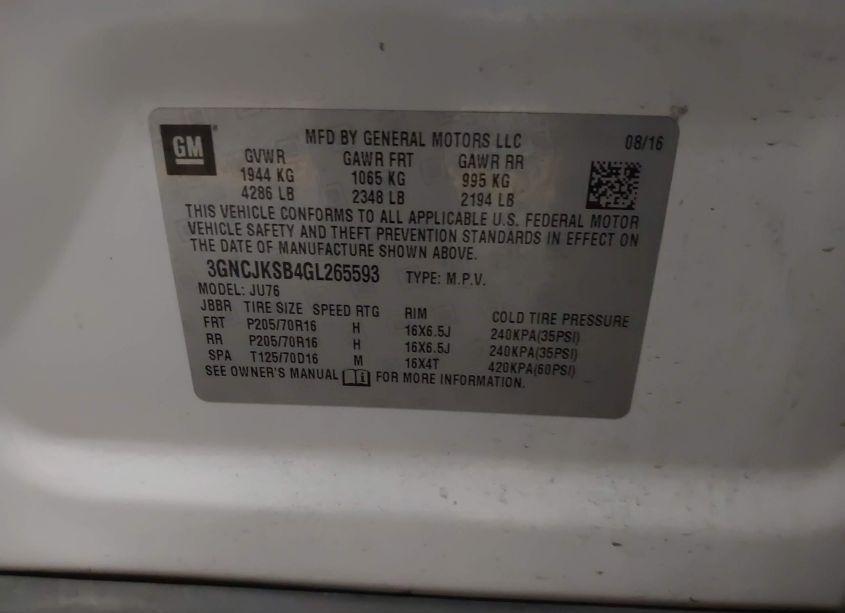 GM
MFD BY GENERAL MOTORS LLC 08/16
GVWR GAWR FRT GAWR RR
1944 KG 1065 KG 995 KG
4286 LB 2348 LB 2194 LB
THIS VEHICLE CONFORMS TO ALL APPLICABLE U.S. FEDERAL MOTOR
VEHICLE SAFETY AND THEFT PREVENTION STANDARDS IN EFFECT ON
THE DATE OF MANUFACTURE SHOWN ABOVE.
3GNCJKSB4GL265593 TYPE: M.P.V.
MODEL: JU76
JBBR TIRE SIZE SPEED RTG RIM COLD TIRE PRESSURE
FRT P205/70R16 H 16X6.5J 240KPA(35PSI)
RR P205/70R16 H 16X6.5J 240KPA(35PSI)
SPA T125/70D16 M 16X4T 420KPA(60PSI)
SEE OWNER'S MANUAL FOR MORE INFORMATION.